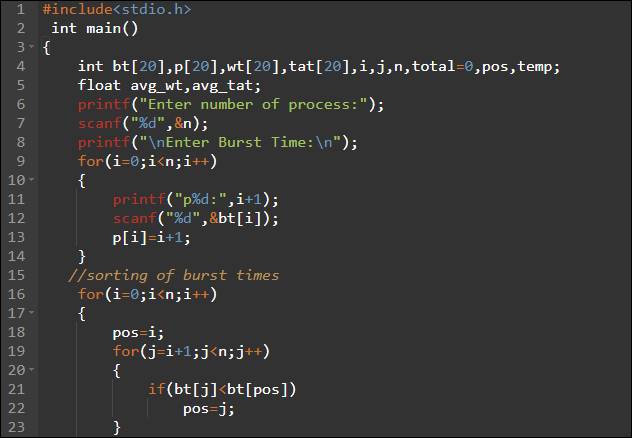 1 #include<stdio.h>
2 int main()
3 {
4 int bt[20],p[20],wt[20],tat[20],i,j,n,total=0,pos,temp;
5 float avg_wt,avg_tat;
6 printf("Enter number of process:");
7 scanf("%d",&n);
8 printf("\nEnter Burst Time:\n");
9 for(i=0;i<n;i++)
10 {
11 printf("p%d:",i+1);
12 scanf("%d",&bt[i]);
13 p[i]=i+1;
14 }
15 //sorting of burst times
16 for(i=0;i<n;i++)
17 {
18 pos=i;
19 for(j=i+1;j<n;j++)
20 {
21 if(bt[j]<bt[pos])
22 pos=j;
23 }